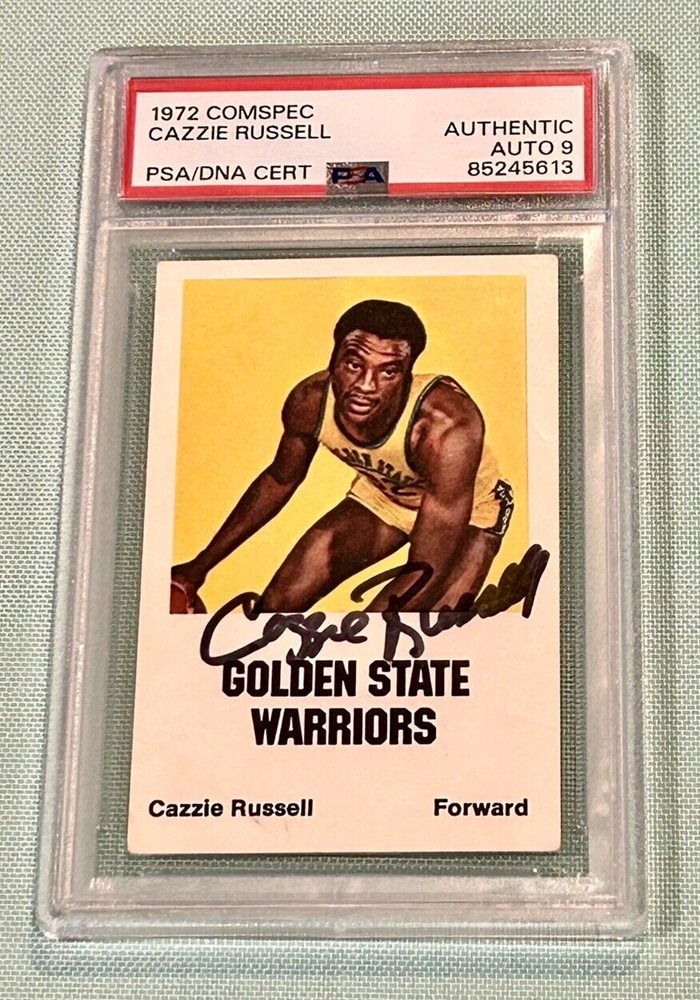 1972 COMSPEC
CAZZIE RUSSELL
AUTHENTIC
AUTO 9
PSA/DNA CERT
PSA
85245613
Cazzie Russell
GOLDEN STATE
WARRIORS
Cazzie Russell
Forward